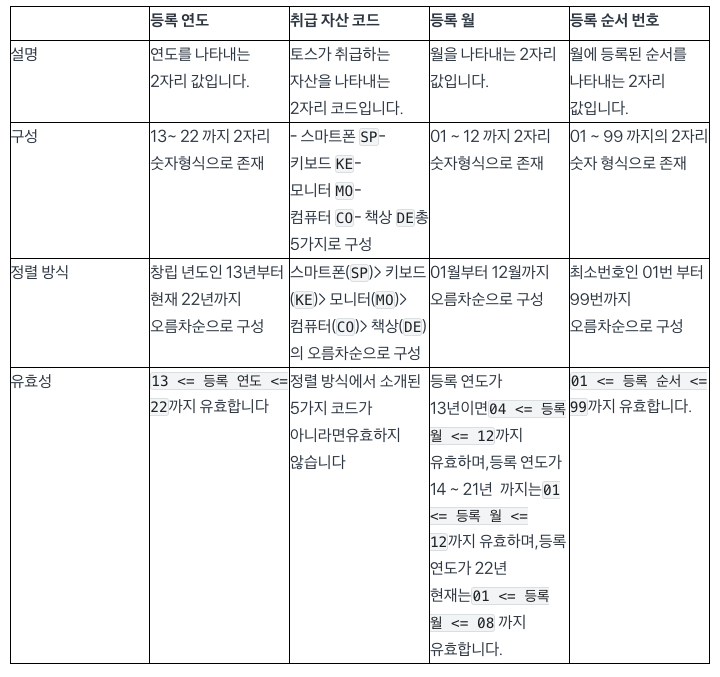 등록 연도 취급 자산 코드 등록 월 등록 순서 번호
설명
연도를 나타내는
2자리 값입니다.
토스가 취급하는
자산을 나타내는
2자리 코드입니다.
월을 나타내는 2자리
값입니다.
월에 등록된 순서를
나타내는 2자리
값입니다.
구성
13~ 22 까지 2자리
숫자형식으로 존재
- 스마트폰 SP-
키보드 KE-
모니터 MO-
컴퓨터 CO- 책상 DE총
5가지로 구성
01 ~ 12 까지 2자리
숫자형식으로 존재
01 ~ 99 까지의 2자리
숫자 형식으로 존재
정렬 방식
창립 년도인 13년부터
현재 22년까지
오름차순으로 구성
스마트폰(SP)> 키보드
(KE)> 모니터(MO)>
컴퓨터(CO)> 책상(DE)
의 오름차순으로 구성
01월부터 12월까지
오름차순으로 구성
최소번호인 01번 부터
99번까지
오름차순으로 구성
유효성
13 <= 등록 연도 <=
22까지 유효합니다
정렬 방식에서 소개된
5가지 코드가
아니라면유효하지
않습니다
등록 연도가
13년이면04 <= 등록
월 <= 12까지
유효하며,등록 연도가
14 ~ 21년 까지는01
<= 등록 월 <=
12까지 유효하며,등록
연도가 22년
현재는01 <= 등록
월 <= 08 까지
유효합니다.
01 <= 등록 순서 <=
99까지 유효합니다.